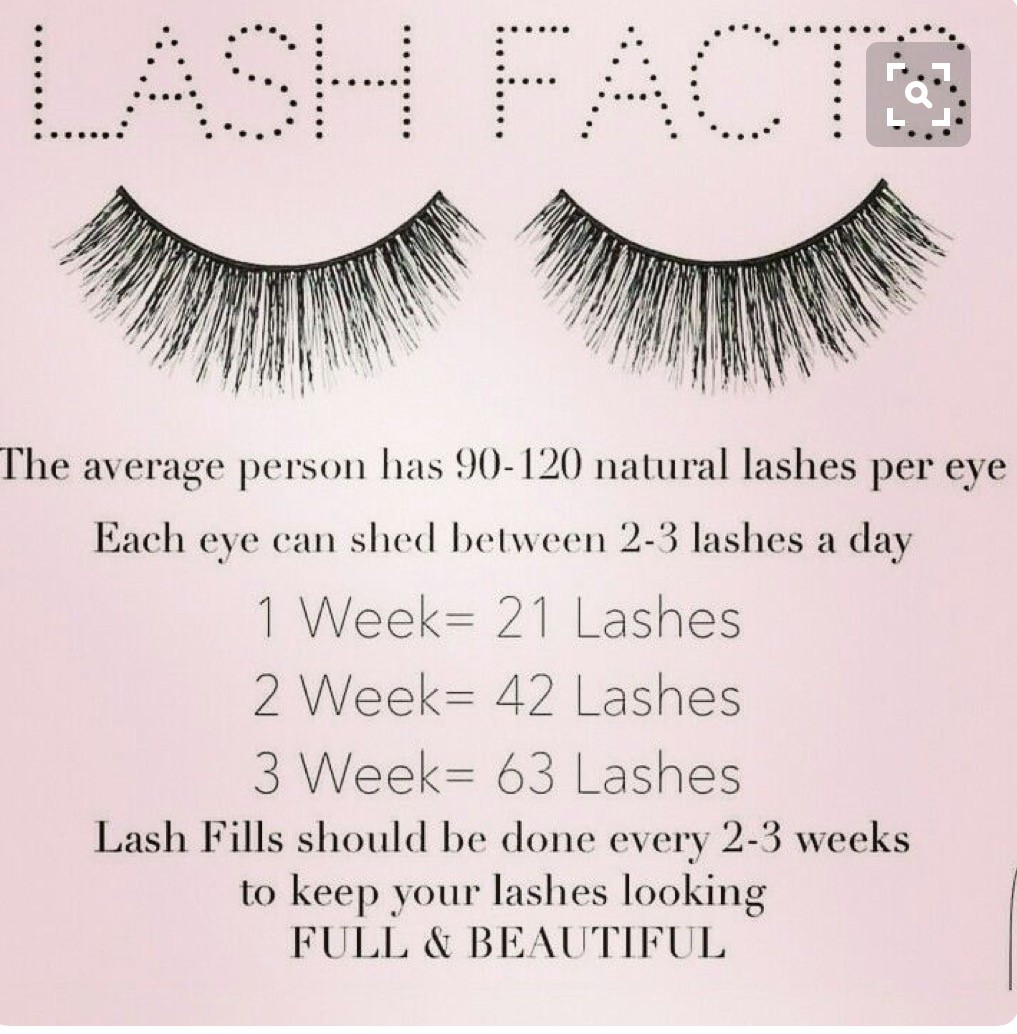 LASH FACTS
The average person has 90-120 natural lashes per eye
Each eye can shed between 2-3 lashes a day
1 Week= 21 Lashes
2 Week= 42 Lashes
3 Week= 63 Lashes
Lash Fills should be done every 2-3 weeks
to keep your lashes looking
FULL & BEAUTIFUL